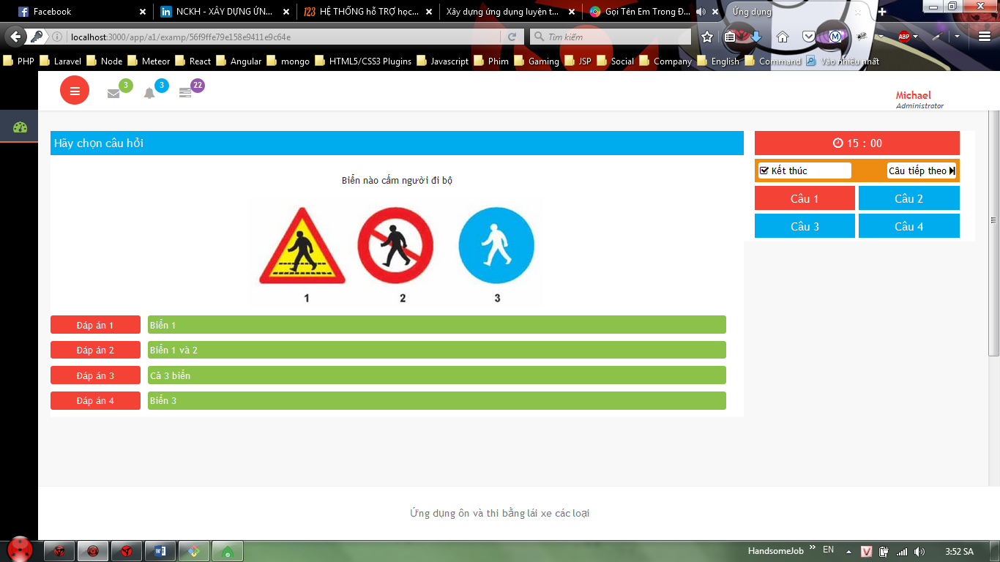 Facebook
NCKH - XÂY DỰNG ỨN...
123 HỆ THỐNG hỗ TRỢ học...
Xây dựng ứng dụng luyện t...
Gọi Tên Em Trong Đ...
Ứng dụng
localhost:3000/app/a1/examp/56f9ffe79e158e9411e9c64e
Tìm kiếm
ABP
PHP
Laravel
Node
Meteor
React
Angular
mongo
HTML5/CSS3 Plugins
Javascript
Phim
Gaming
JSP
Social
Company
English
Command
Vào nhiều nhất
3
3
22
Michael
Administrator
Hãy chọn câu hỏi
15 : 00
Kết thúc
Câu tiếp theo
Câu 1
Câu 2
Câu 3
Câu 4
Biển nào cấm người đi bộ
1
2
3
Đáp án 1
Biển 1
Đáp án 2
Biển 1 và 2
Đáp án 3
Cả 3 biển
Đáp án 4
Biển 3
Ứng dụng ôn và thi bằng lái xe các loại
HandsomeJob
EN
3:52 SA